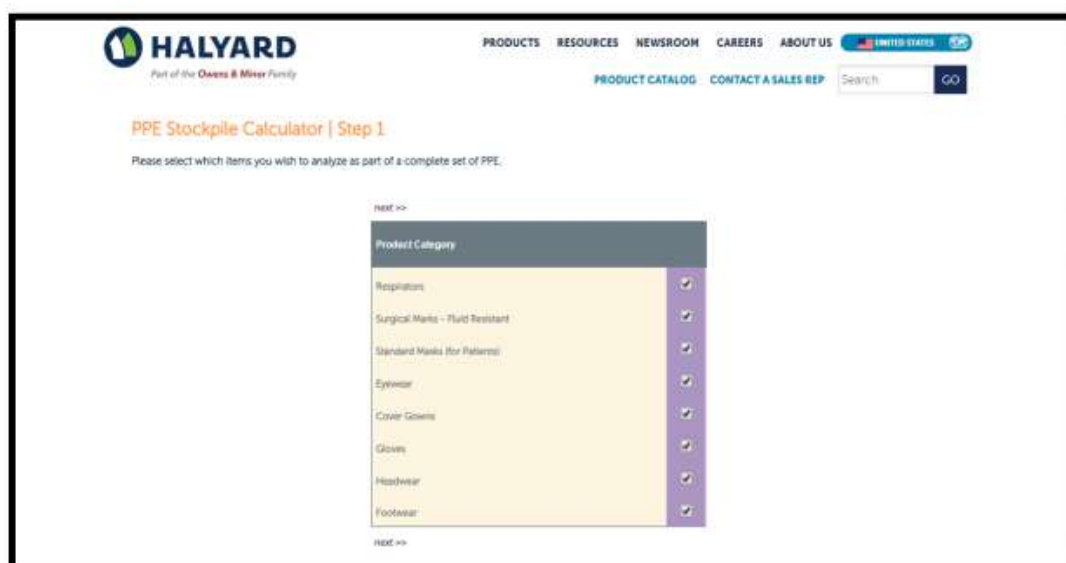 HALYARD
Part of the Owens & Minor Family
PRODUCTS RESOURCES NEWSROOM CAREERS ABOUT US UNITED STATES
PRODUCT CATALOG CONTACT A SALES REP Search GO
PPE Stockpile Calculator | Step 1
Please select which items you wish to analyze as part of a complete set of PPE.
next >>
Product Category
Respirators
Surgical Masks - Fluid Resistant
Standard Masks (for Patients)
Eyewear
Cover Gowns
Gloves
Headwear
Footwear
next >>